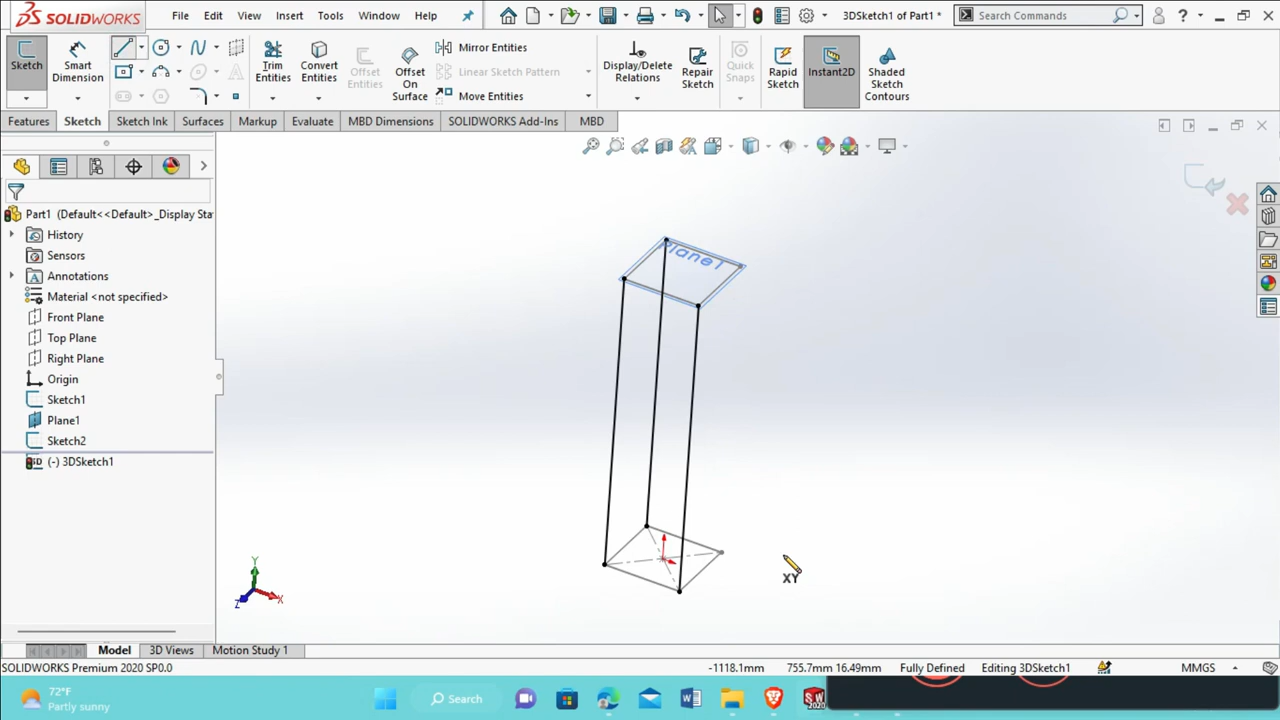 SOLIDWORKS File Edit View Insert Tools Window Help 3DSketch1 of Part1 * Search Commands ?
Sketch
Smart Dimension
Trim Entities
Convert Entities
Offset Entities
Offset On Surface
Mirror Entities
Linear Sketch Pattern
Move Entities
Display/Delete Relations
Repair Sketch
Quick Snaps
Rapid Sketch
Instant2D
Shaded Sketch Contours
Features Sketch Sketch Ink Surfaces Markup Evaluate MBD Dimensions SOLIDWORKS Add-Ins MBD
Part1 (Default<<Default>_Display Sta
History
Sensors
Annotations
Material <not specified>
Front Plane
Top Plane
Right Plane
Origin
Sketch1
Plane1
Sketch2
(-) 3DSketch1
Plane1
XY
Y
Z
X
Model 3D Views Motion Study 1
SOLIDWORKS Premium 2020 SP0.0 -1118.1mm 755.7mm 16.49mm Fully Defined Editing 3DSketch1 MMGS
72°F
Partly sunny
Search
SW
2020